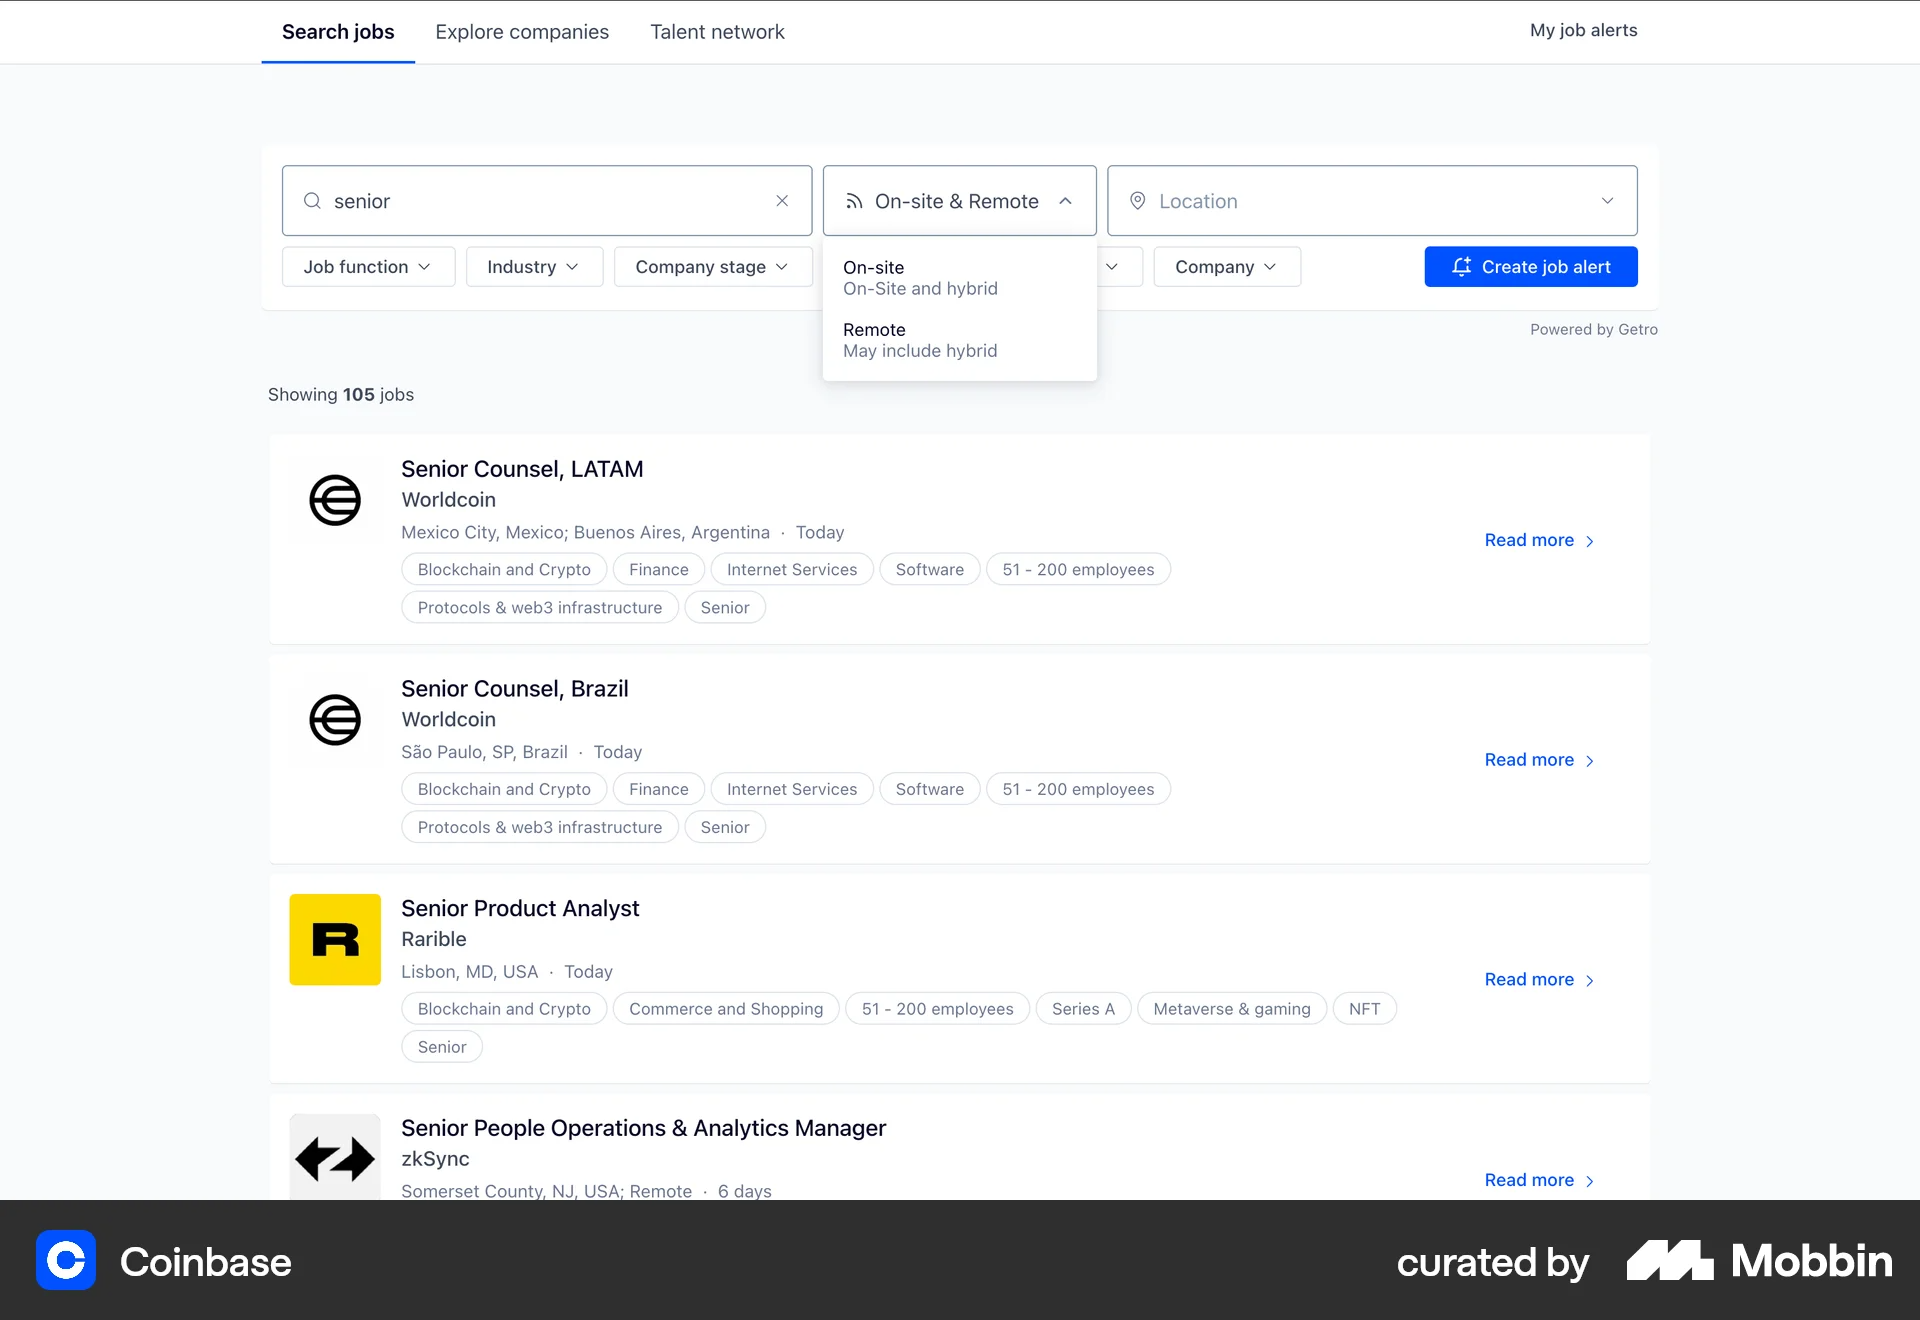 Search jobs Explore companies Talent network My job alerts
senior On-site & Remote Location
Job function Industry Company stage Company Create job alert
On-site
On-Site and hybrid
Remote
May include hybrid
Powered by Getro
Showing 105 jobs
Senior Counsel, LATAM
Worldcoin
Mexico City, Mexico; Buenos Aires, Argentina · Today
Read more
Blockchain and Crypto Finance Internet Services Software 51 - 200 employees
Protocols & web3 infrastructure Senior
Senior Counsel, Brazil
Worldcoin
São Paulo, SP, Brazil · Today
Read more
Blockchain and Crypto Finance Internet Services Software 51 - 200 employees
Protocols & web3 infrastructure Senior
Senior Product Analyst
Rarible
Lisbon, MD, USA · Today
Read more
Blockchain and Crypto Commerce and Shopping 51 - 200 employees Series A Metaverse & gaming NFT
Senior
Senior People Operations & Analytics Manager
zkSync
Somerset County, NJ, USA; Remote · 6 days
Read more
Coinbase curated by Mobbin